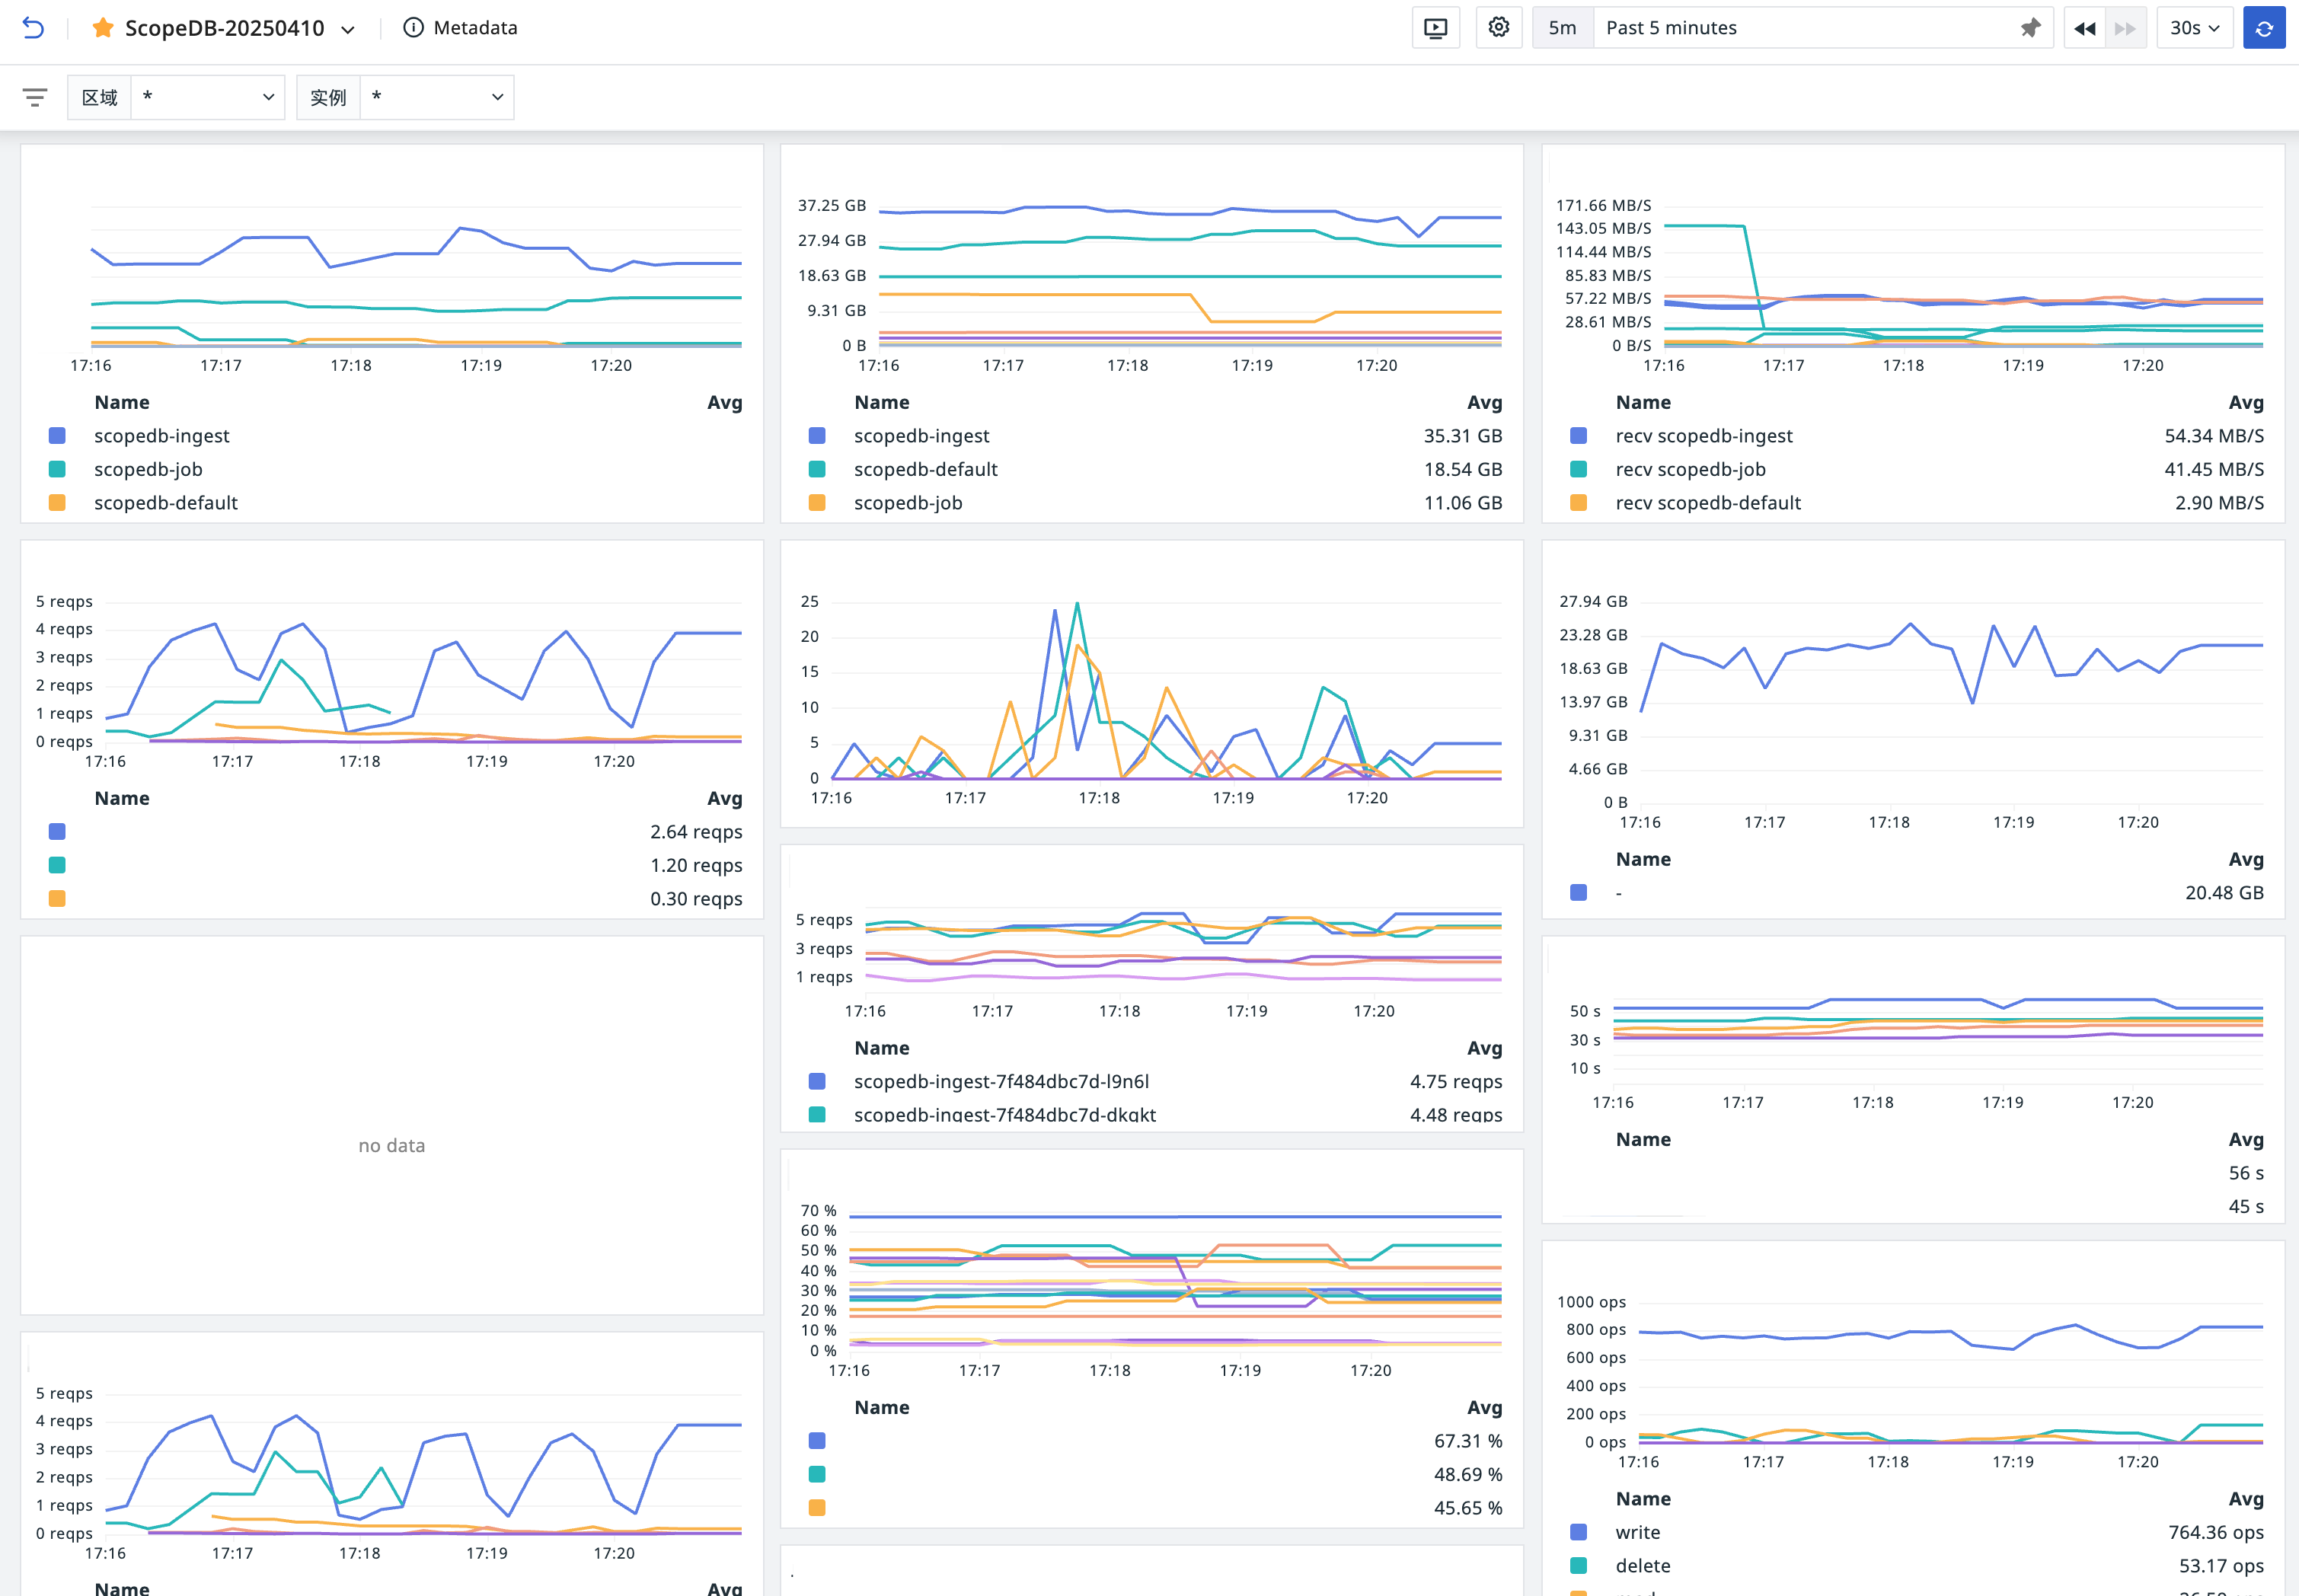 ScopeDB-20250410
Metadata
5m
Past 5 minutes
30s
区域
*
实例
*
17:16 17:17 17:18 17:19 17:20
Name Avg
scopedb-ingest
scopedb-job
scopedb-default
37.25 GB
27.94 GB
18.63 GB
9.31 GB
0 B
17:16 17:17 17:18 17:19 17:20
Name Avg
scopedb-ingest 35.31 GB
scopedb-default 18.54 GB
scopedb-job 11.06 GB
171.66 MB/S
143.05 MB/S
114.44 MB/S
85.83 MB/S
57.22 MB/S
28.61 MB/S
0 B/S
17:16 17:17 17:18 17:19 17:20
Name Avg
recv scopedb-ingest 54.34 MB/S
recv scopedb-job 41.45 MB/S
recv scopedb-default 2.90 MB/S
5 reqps
4 reqps
3 reqps
2 reqps
1 reqps
0 reqps
17:16 17:17 17:18 17:19 17:20
Name Avg
2.64 reqps
1.20 reqps
0.30 reqps
25
20
15
10
5
0
17:16 17:17 17:18 17:19 17:20
27.94 GB
23.28 GB
18.63 GB
13.97 GB
9.31 GB
4.66 GB
0 B
17:16 17:17 17:18 17:19 17:20
Name Avg
- 20.48 GB
5 reqps
3 reqps
1 reqps
17:16 17:17 17:18 17:19 17:20
Name Avg
scopedb-ingest-7f484dbc7d-l9n6l 4.75 reqps
scopedb-ingest-7f484dbc7d-dkqkt 4.48 reqps
no data
50 s
30 s
10 s
17:16 17:17 17:18 17:19 17:20
Name Avg
56 s
45 s
70 %
60 %
50 %
40 %
30 %
20 %
10 %
0 %
17:16 17:17 17:18 17:19 17:20
Name Avg
67.31 %
48.69 %
45.65 %
5 reqps
4 reqps
3 reqps
2 reqps
1 reqps
0 reqps
17:16 17:17 17:18 17:19 17:20
Name Avg
1000 ops
800 ops
600 ops
400 ops
200 ops
0 ops
17:16 17:17 17:18 17:19 17:20
Name Avg
write 764.36 ops
delete 53.17 ops